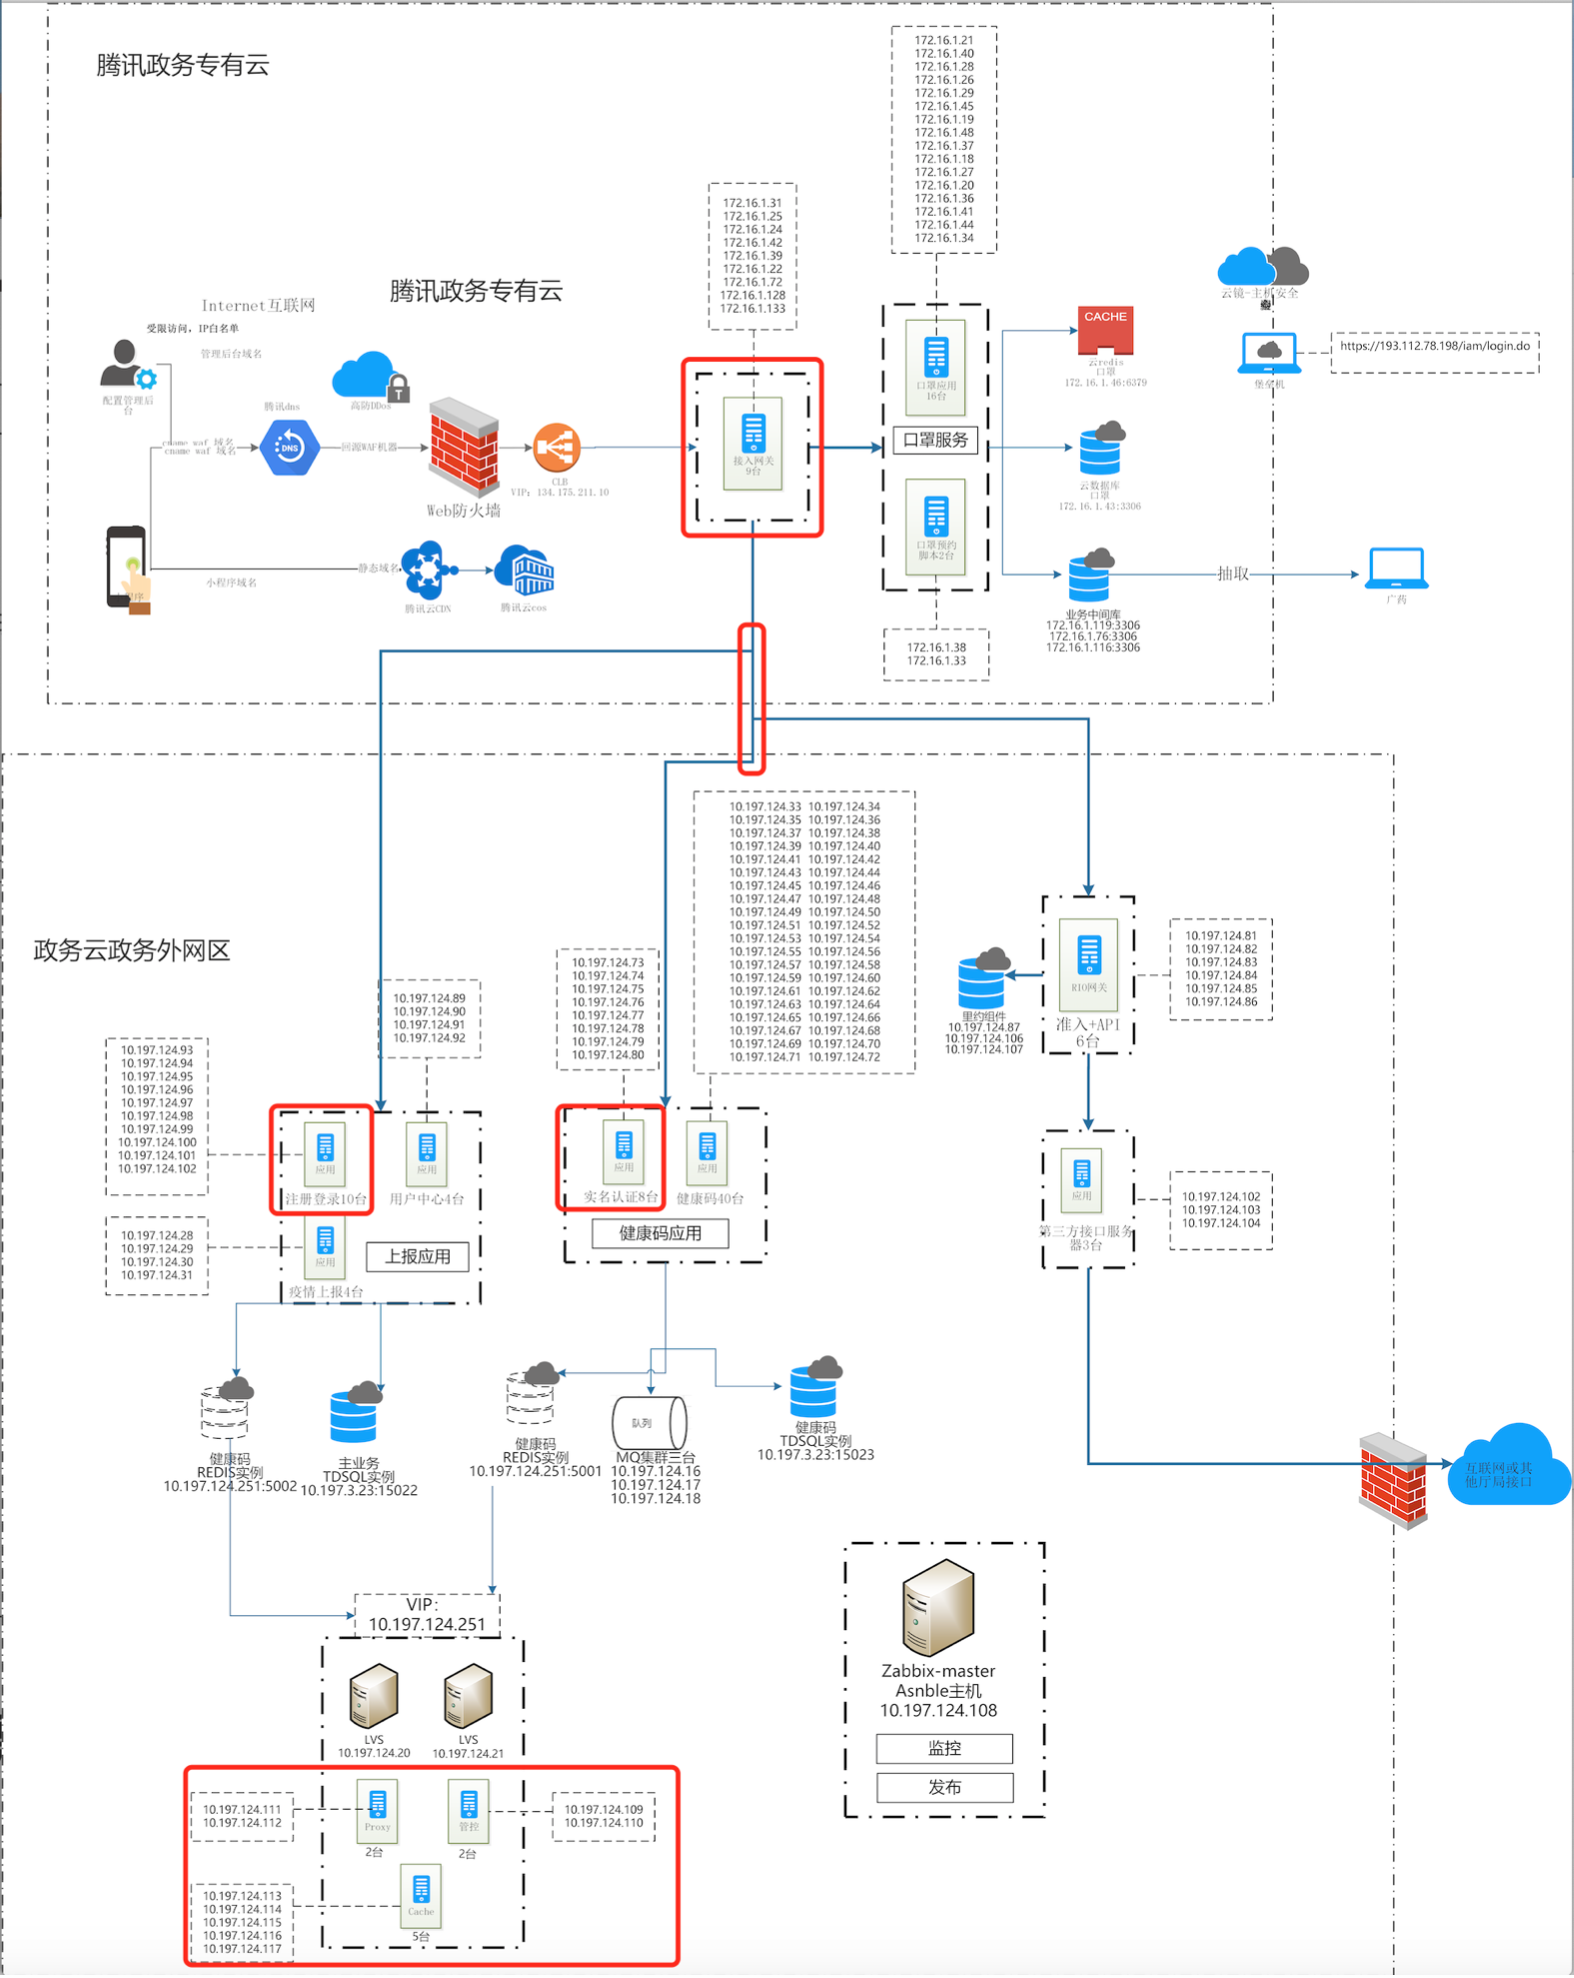 腾讯政务专有云
172.16.1.21
172.16.1.40
172.16.1.28
172.16.1.26
172.16.1.29
172.16.1.45
172.16.1.19
172.16.1.48
172.16.1.37
172.16.1.18
172.16.1.27
172.16.1.20
172.16.1.36
172.16.1.41
172.16.1.44
172.16.1.34
172.16.1.31
172.16.1.25
172.16.1.24
172.16.1.42
172.16.1.39
172.16.1.22
172.16.1.72
172.16.1.128
172.16.1.133
腾讯政务专有云
Internet互联网
受限访问，IP白名单
管理后台域名
配置管理后
台
cname waf 域名
cname waf 域名
腾讯dns
DNS
高防DDos
T
回源WAF机器
Web防火墙
CLB
VIP: 134.175.211.10
接入网关
9台
口罩应用
16台
口罩服务
口罩预约
脚本2台
172.16.1.38
172.16.1.33
CACHE
云redis
口罩
172.16.1.46:6379
云数据库
口罩
172.16.1.43:3306
业务中间库
172.16.1.119:3306
172.16.1.76:3306
172.16.1.116:3306
抽取
广药
云镜-主机安全
堡垒机
https://193.112.78.198/iam/login.do
程序
小程序域名
静态域名
腾讯云CDN
腾讯云cos
政务云政务外网区
10.197.124.33 10.197.124.34
10.197.124.35 10.197.124.36
10.197.124.37 10.197.124.38
10.197.124.39 10.197.124.40
10.197.124.41 10.197.124.42
10.197.124.43 10.197.124.44
10.197.124.45 10.197.124.46
10.197.124.47 10.197.124.48
10.197.124.49 10.197.124.50
10.197.124.51 10.197.124.52
10.197.124.53 10.197.124.54
10.197.124.55 10.197.124.56
10.197.124.57 10.197.124.58
10.197.124.59 10.197.124.60
10.197.124.61 10.197.124.62
10.197.124.63 10.197.124.64
10.197.124.65 10.197.124.66
10.197.124.67 10.197.124.68
10.197.124.69 10.197.124.70
10.197.124.71 10.197.124.72
10.197.124.73
10.197.124.74
10.197.124.75
10.197.124.76
10.197.124.77
10.197.124.78
10.197.124.79
10.197.124.80
10.197.124.89
10.197.124.90
10.197.124.91
10.197.124.92
10.197.124.93
10.197.124.94
10.197.124.95
10.197.124.96
10.197.124.97
10.197.124.98
10.197.124.99
10.197.124.100
10.197.124.101
10.197.124.102
10.197.124.28
10.197.124.29
10.197.124.30
10.197.124.31
应用
注册登录10台
应用
用户中心4台
应用
疫情上报4台
上报应用
应用
实名认证8台
应用
健康码40台
健康码应用
里约组件
10.197.124.87
10.197.124.106
10.197.124.107
RIO网关
准入+API
6台
10.197.124.81
10.197.124.82
10.197.124.83
10.197.124.84
10.197.124.85
10.197.124.86
应用
第三方接口服务
器3台
10.197.124.102
10.197.124.103
10.197.124.104
健康码
REDIS实例
10.197.124.251:5002
主业务
TDSQL实例
10.197.3.23:15022
健康码
REDIS实例
10.197.124.251:5001
队列
MQ集群三台
10.197.124.16
10.197.124.17
10.197.124.18
健康码
TDSQL实例
10.197.3.23:15023
互联网或其
他厅局接口
VIP：
10.197.124.251
LVS
10.197.124.20
LVS
10.197.124.21
10.197.124.111
10.197.124.112
Proxy
2台
管控
2台
10.197.124.109
10.197.124.110
10.197.124.113
10.197.124.114
10.197.124.115
10.197.124.116
10.197.124.117
Cache
5台
Zabbix-master
Asnble主机
10.197.124.108
监控
发布